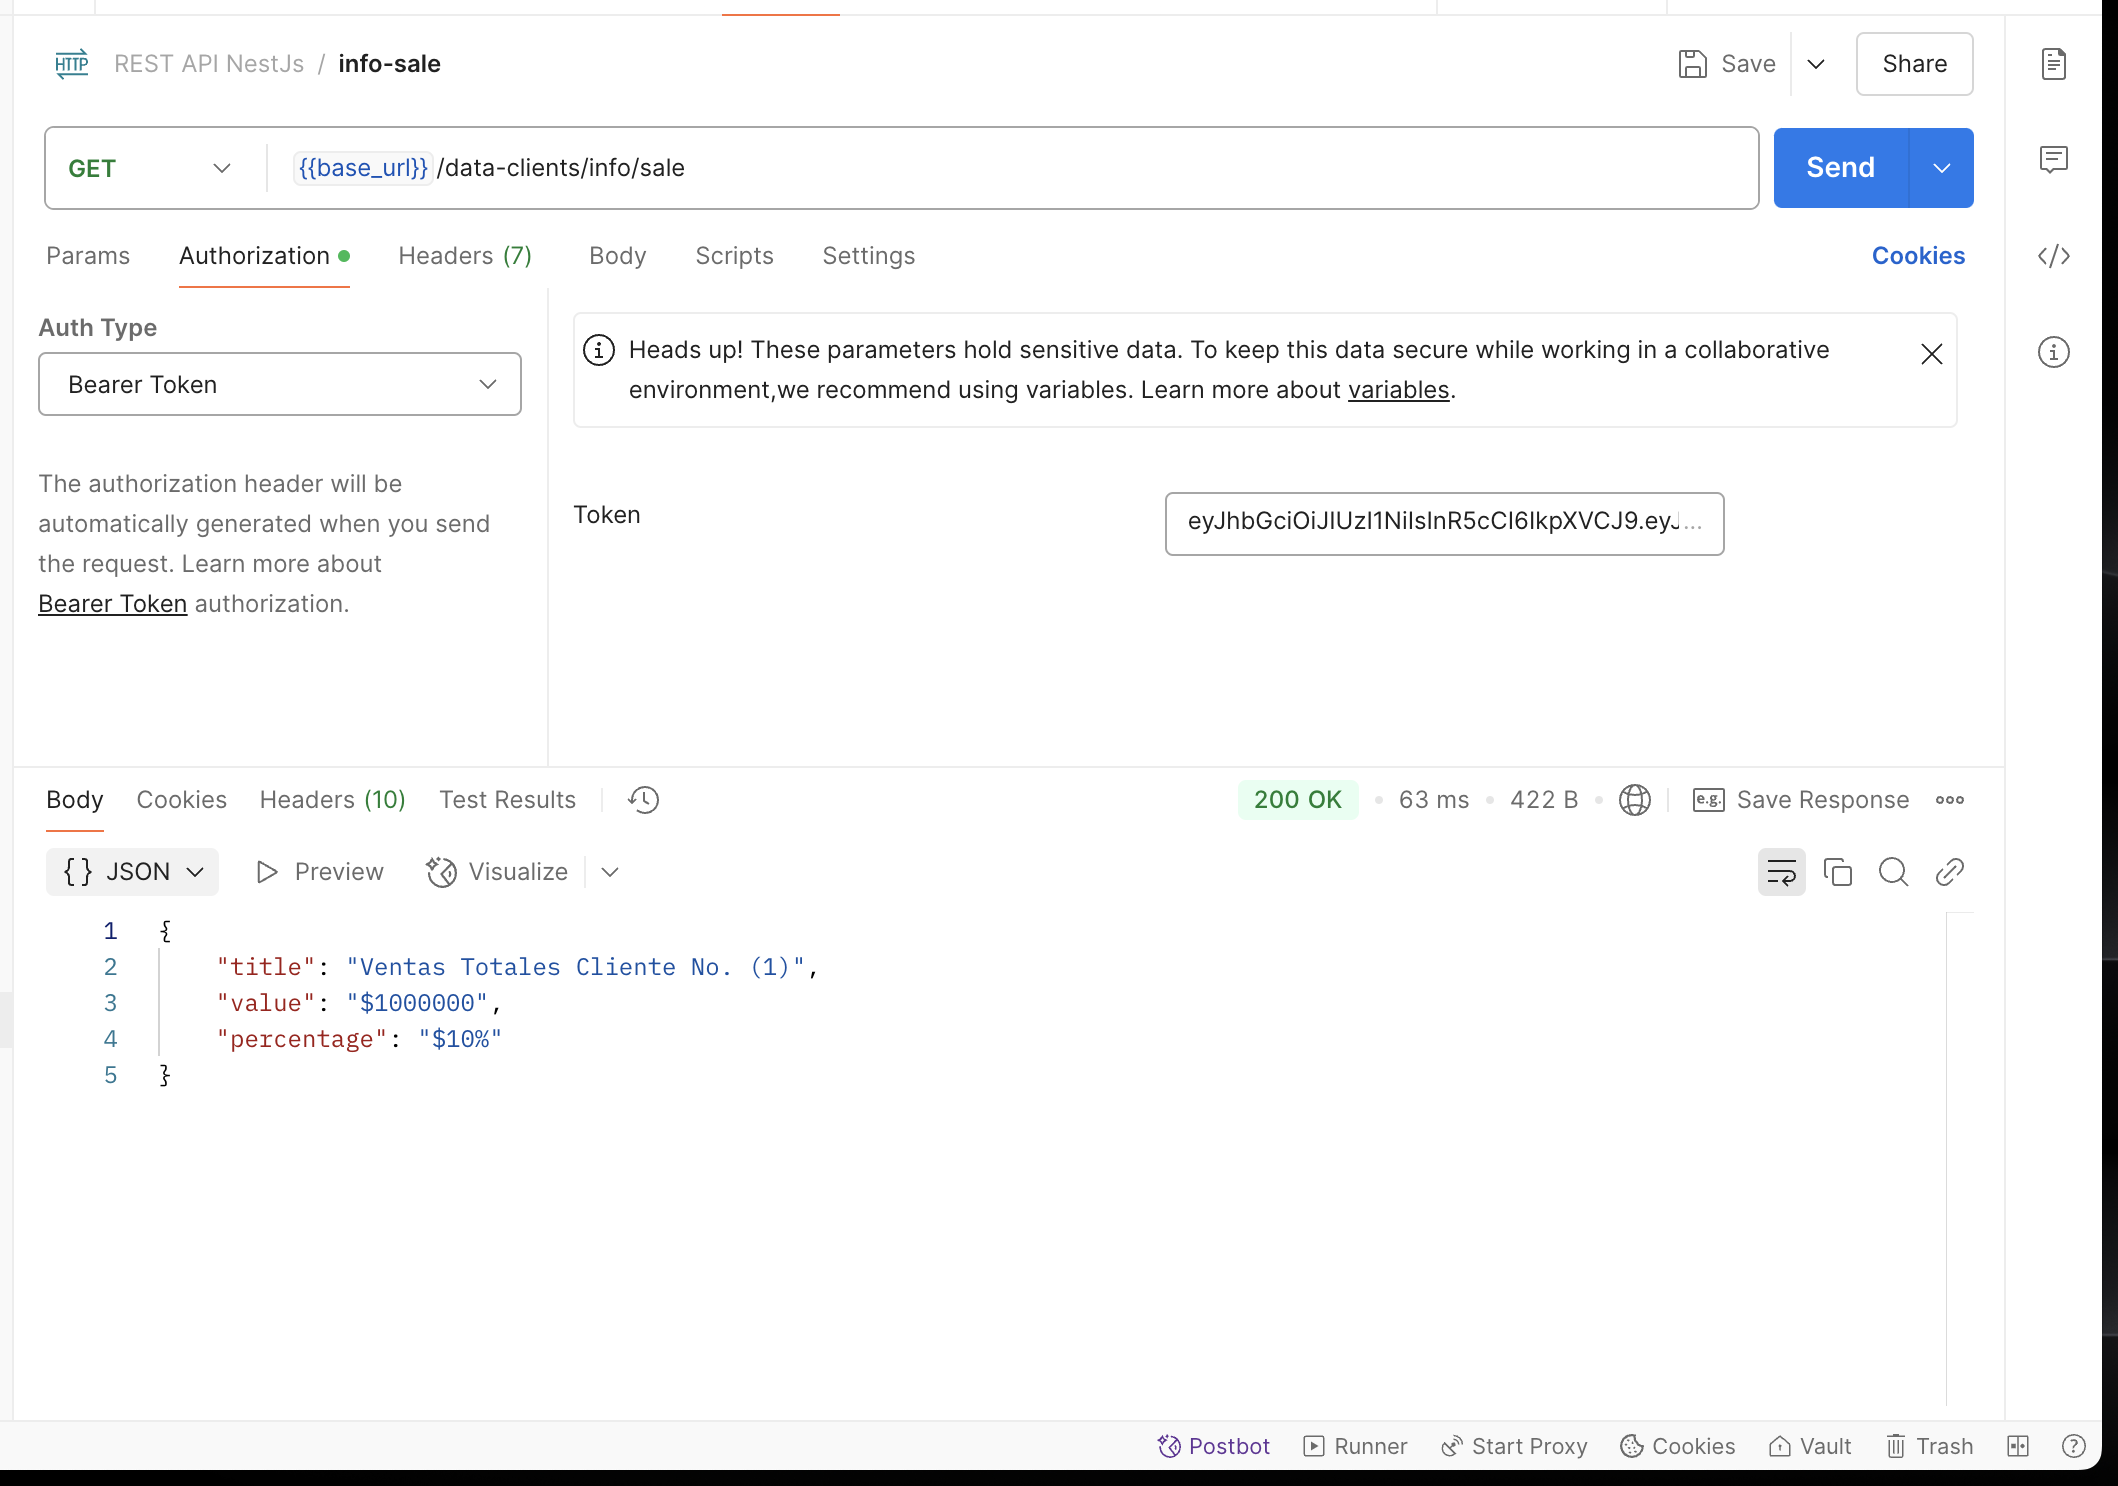 HTTP REST API NestJs / info-sale
Save
Share
GET
{{base_url}}/data-clients/info/sale
Send
Params
Authorization
Headers (7)
Body
Scripts
Settings
Cookies
Auth Type
Bearer Token
The authorization header will be
automatically generated when you send
the request. Learn more about
Bearer Token authorization.
Heads up! These parameters hold sensitive data. To keep this data secure while working in a collaborative
environment,we recommend using variables. Learn more about variables.
Token
eyJhbGciOiJIUzI1NiIsInR5cCI6IkpXVCJ9.eyJ...
Body
Cookies
Headers (10)
Test Results
200 OK
63 ms
422 B
e.g.
Save Response
{ } JSON
Preview
Visualize
1 {
2 "title": "Ventas Totales Cliente No. (1)",
3 "value": "$1000000",
4 "percentage": "$10%"
5 }
Postbot
Runner
Start Proxy
Cookies
Vault
Trash